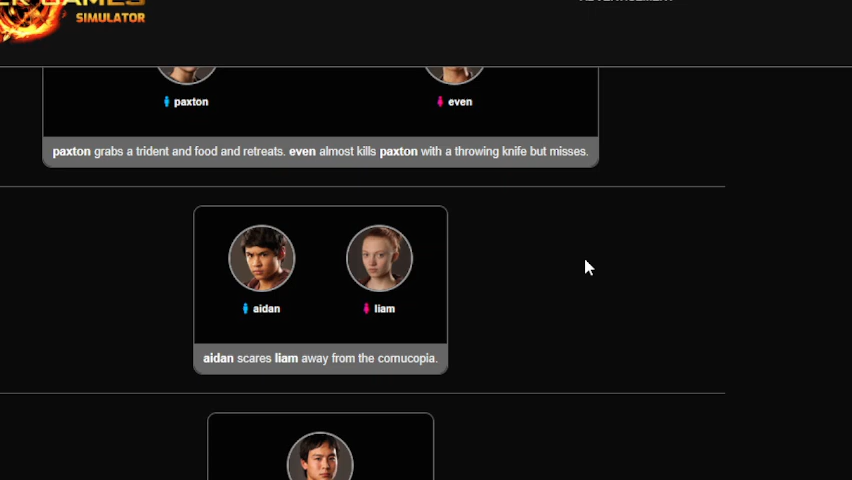 SIMULATOR
paxton
even
paxton grabs a trident and food and retreats. even almost kills paxton with a throwing knife but misses.
aidan
liam
aidan scares liam away from the cornucopia.